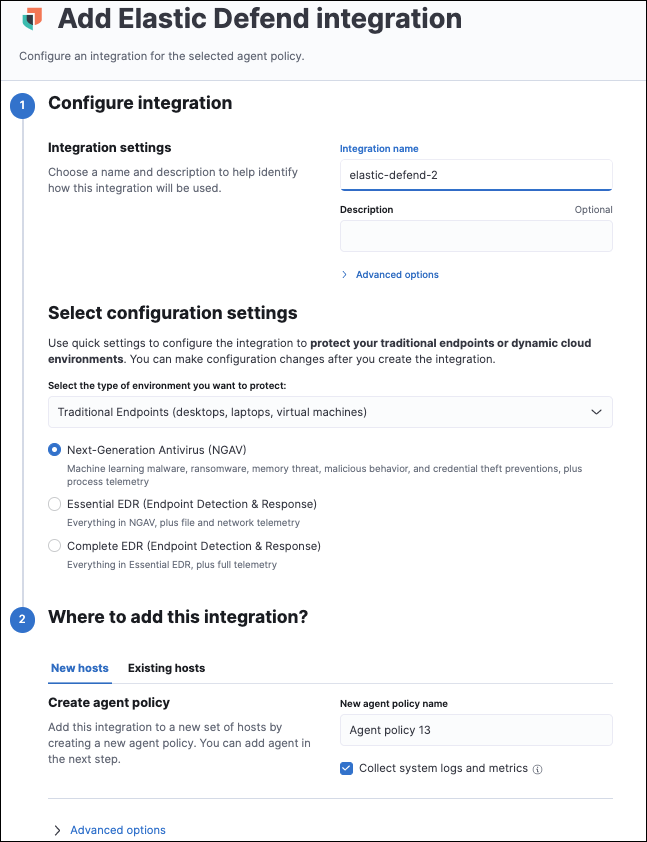 Add Elastic Defend integration
Configure an integration for the selected agent policy.
1
Configure integration
Integration settings
Choose a name and description to help identify
how this integration will be used.
Integration name
elastic-defend-2
Description
Optional
Advanced options
Select configuration settings
Use quick settings to configure the integration to protect your traditional endpoints or dynamic cloud
environments. You can make configuration changes after you create the integration.
Select the type of environment you want to protect:
Traditional Endpoints (desktops, laptops, virtual machines)
Next-Generation Antivirus (NGAV)
Machine learning malware, ransomware, memory threat, malicious behavior, and credential theft preventions, plus
process telemetry
Essential EDR (Endpoint Detection & Response)
Everything in NGAV, plus file and network telemetry
Complete EDR (Endpoint Detection & Response)
Everything in Essential EDR, plus full telemetry
2
Where to add this integration?
New hosts
Existing hosts
Create agent policy
Add this integration to a new set of hosts by
creating a new agent policy. You can add agent in
the next step.
New agent policy name
Agent policy 13
Collect system logs and metrics
Advanced options